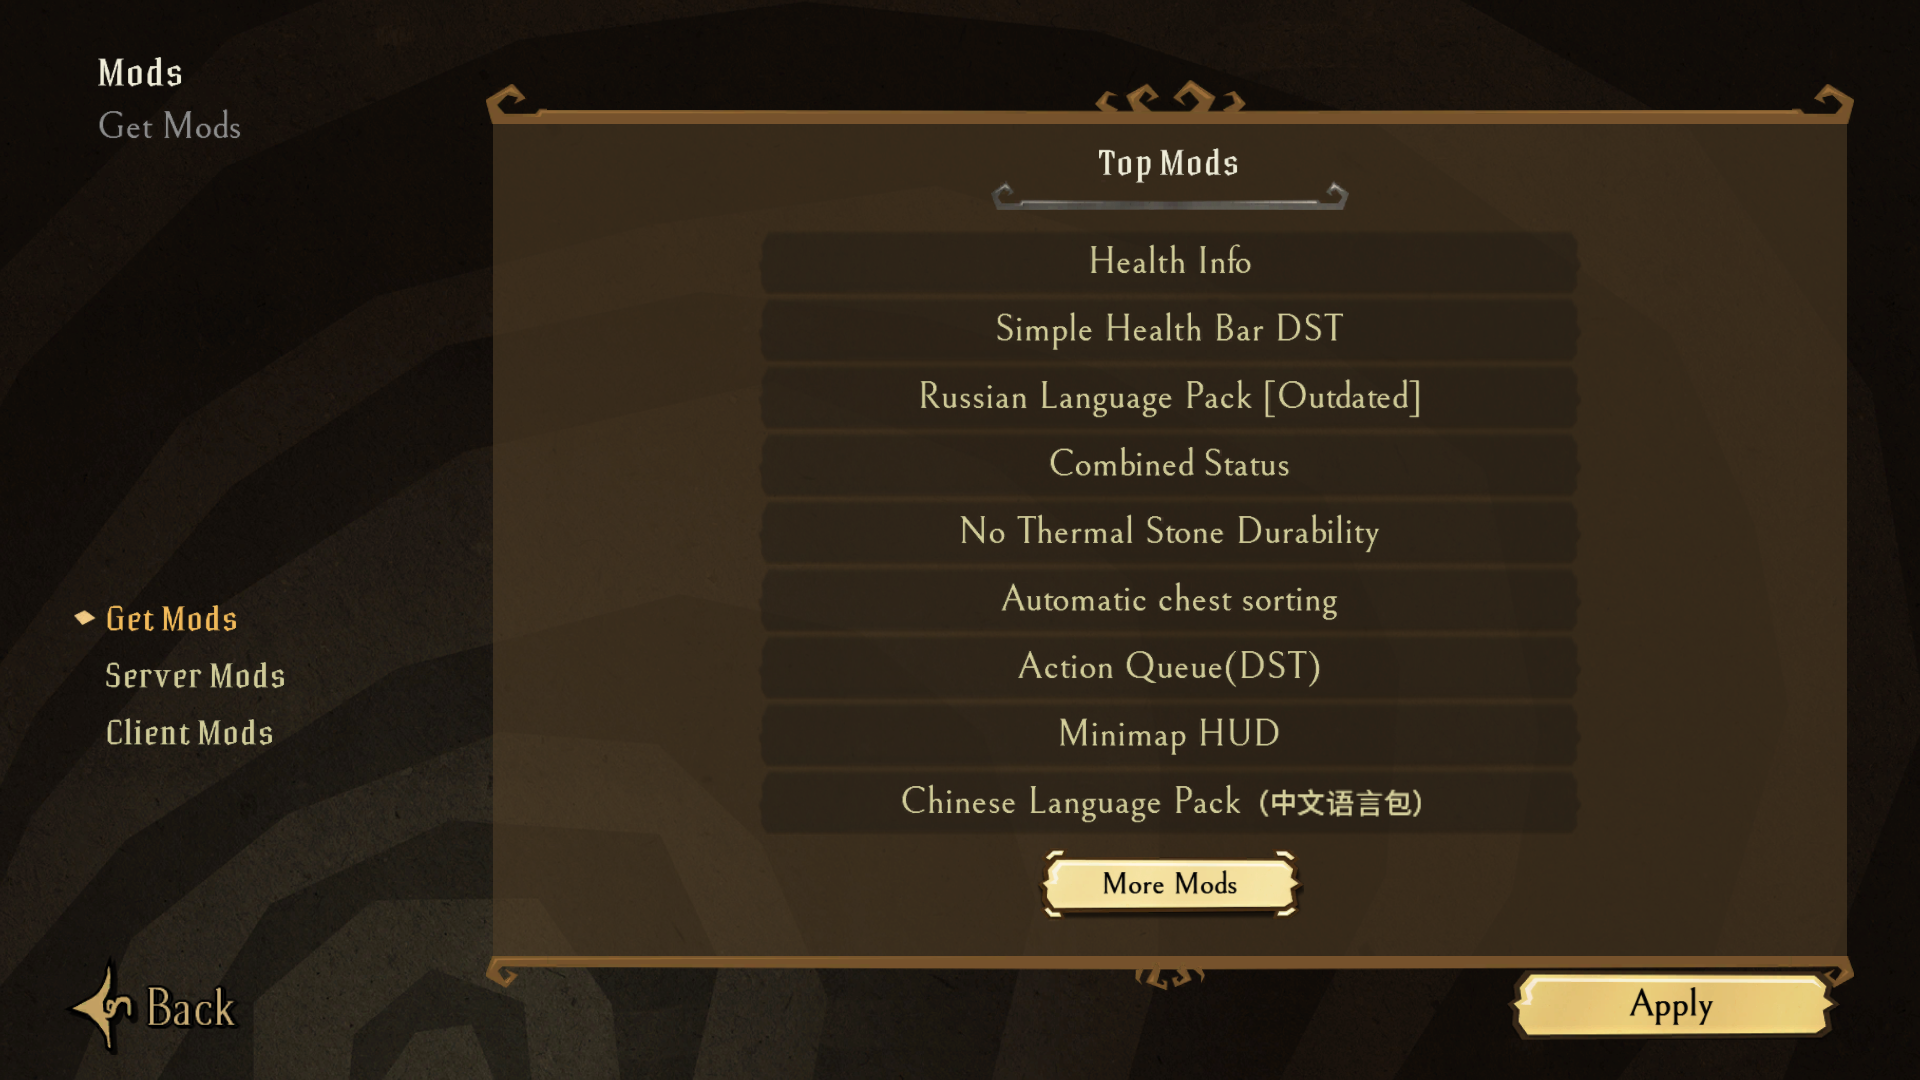 Mods
Get Mods
Top Mods
Health Info
Simple Health Bar DST
Russian Language Pack [Outdated]
Combined Status
No Thermal Stone Durability
Automatic chest sorting
Action Queue(DST)
Minimap HUD
Chinese Language Pack（中文语言包）
More Mods
Get Mods
Server Mods
Client Mods
Back
Apply